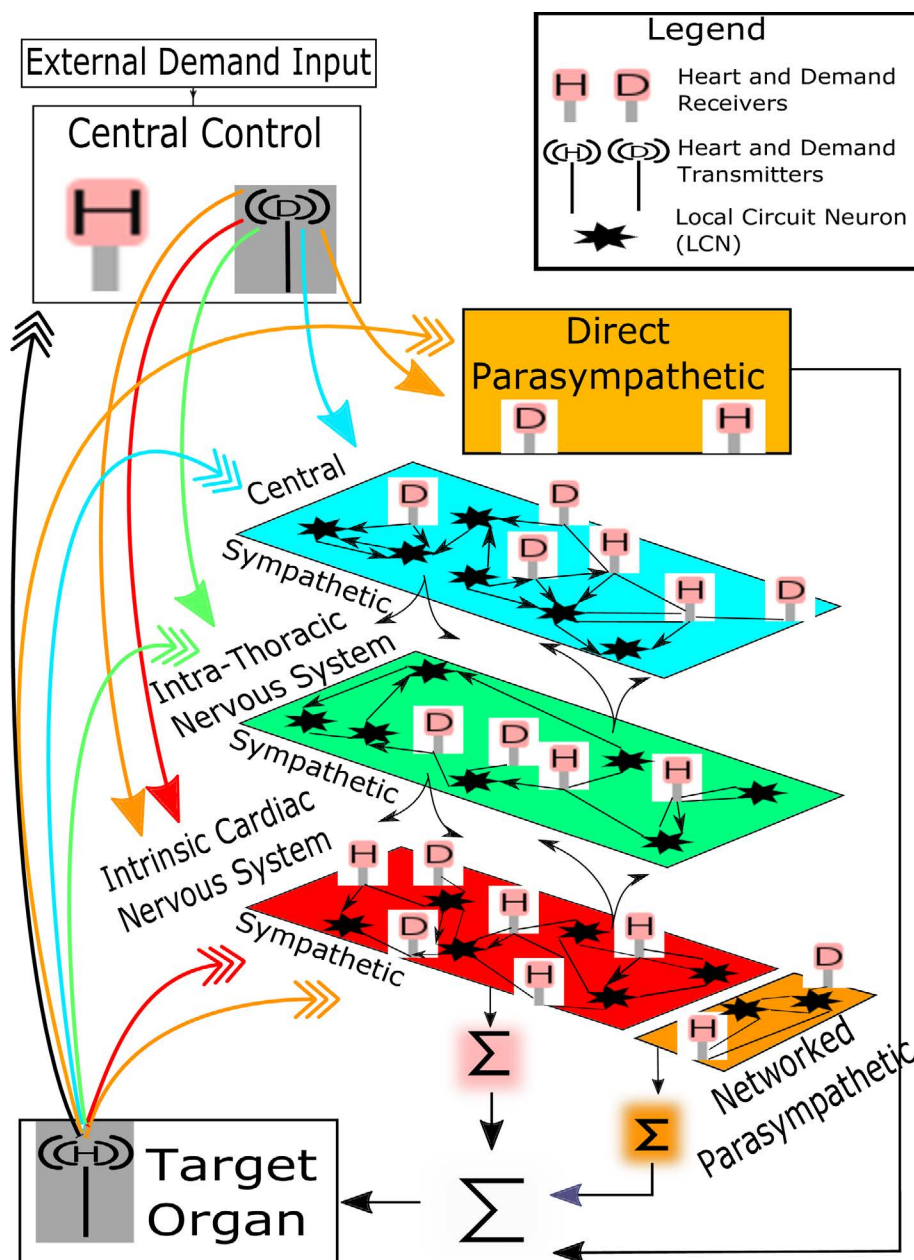 External Demand Input
Central Control
H
D
Legend
H D
Heart and Demand
Receivers
H D
Heart and Demand
Transmitters
Local Circuit Neuron
(LCN)
Direct
Parasympathetic
D H
Central
Sympathetic
D D
D H
H D
Intra-Thoracic
Nervous System
Sympathetic
D D H H
Intrinsic Cardiac
Nervous System
Sympathetic
H D
D H H
H
D
H
Networked
Parasympathetic
Σ
Σ
Σ
H
Target
Organ